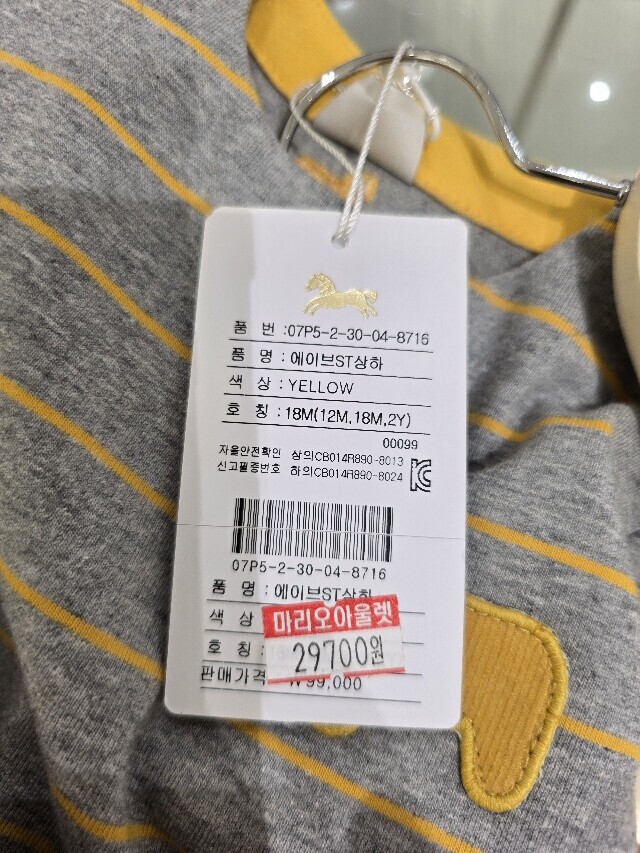 품 번 :07P5-2-30-04-8716
품 명 : 에이브ST상하
색 상 : YELLOW
호 칭 : 18M(12M,18M,2Y)
00099
자율안전확인 상의CB014R890-8013
신고필증번호 하의CB014R890-8024
07P5-2-30-04-8716
품 명 : 에이브ST상하
색 상
마리오아울렛
호 칭 :
29700원
판매가격 ₩99,000